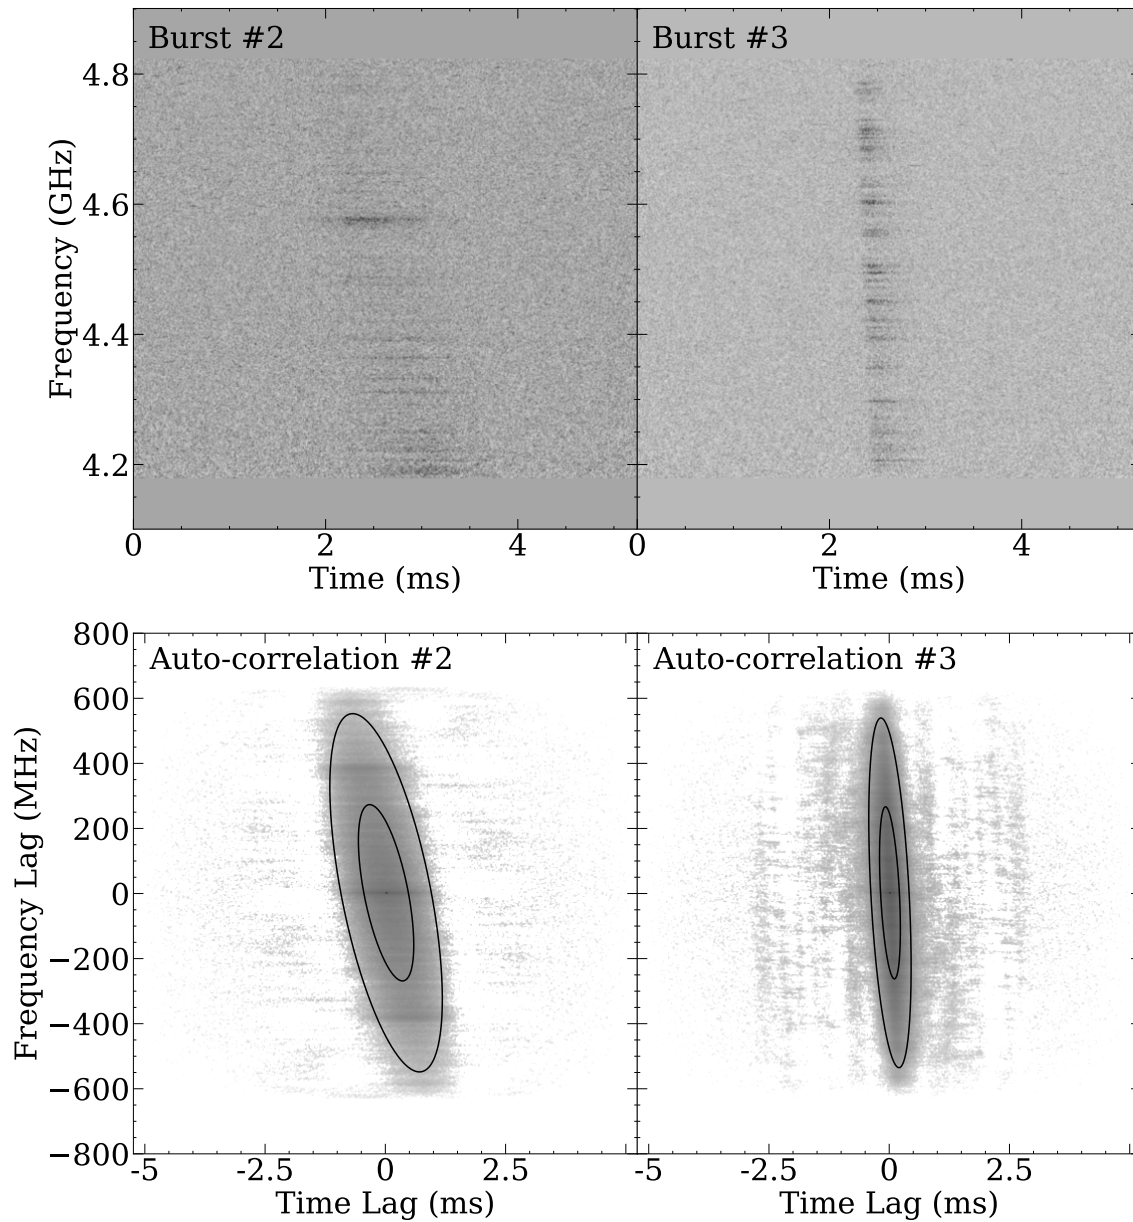 Burst #2
Burst #3
Frequency (GHz)
4.8
4.6
4.4
4.2
0 2 4
0 2 4
Time (ms)
Time (ms)
Auto-correlation #2
Auto-correlation #3
Frequency Lag (MHz)
800
600
400
200
0
−200
−400
−600
−800
-5 -2.5 0 2.5
-5 -2.5 0 2.5
Time Lag (ms)
Time Lag (ms)